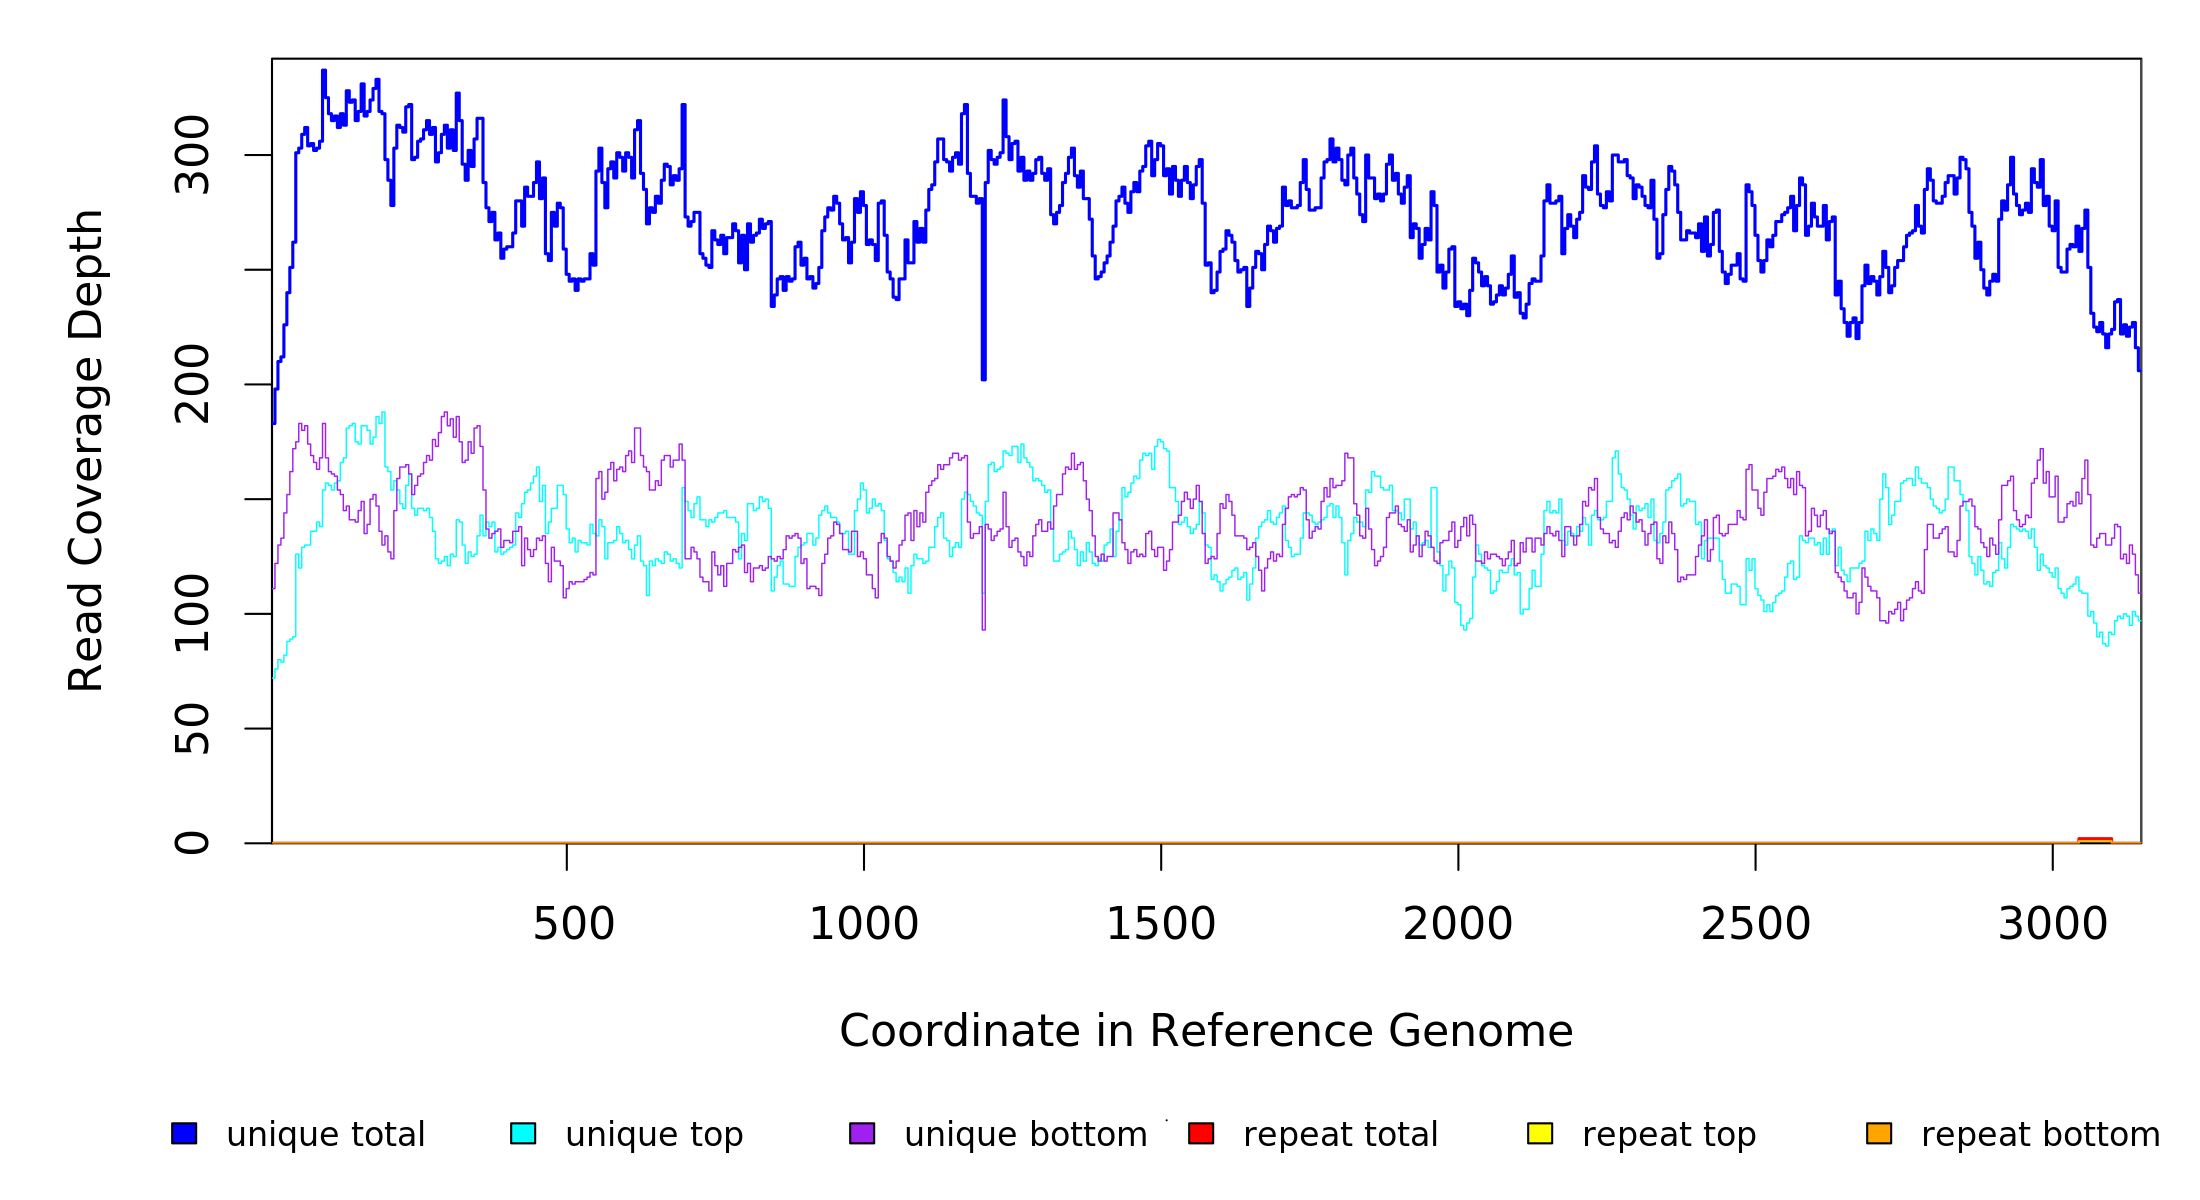 Read Coverage Depth
300
200
100
50
0
500 1000 1500 2000 2500 3000
Coordinate in Reference Genome
unique total unique top unique bottom repeat total repeat top repeat bottom